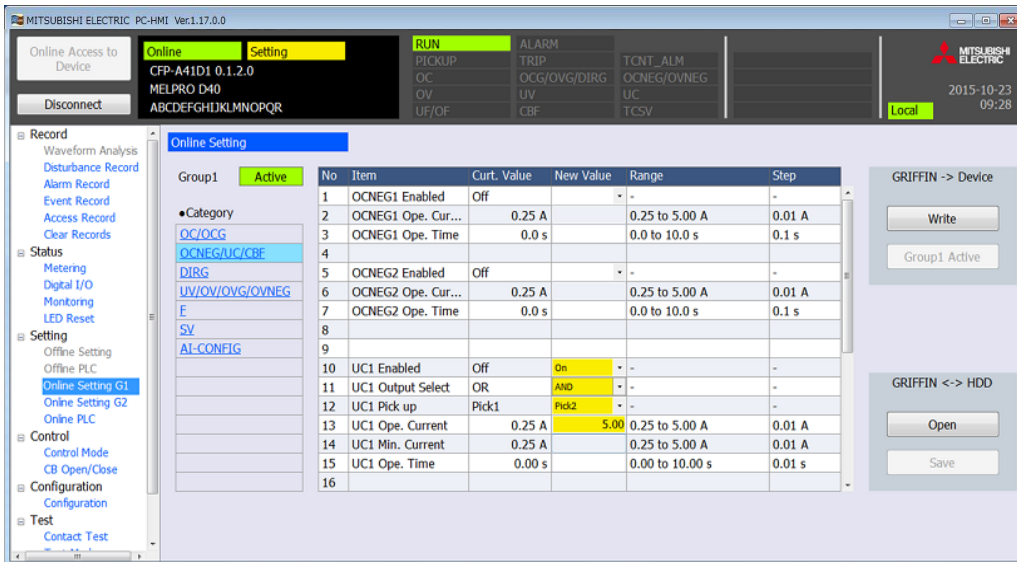 MITSUBISHI ELECTRIC PC-HMI Ver.1.17.0.0
Online Access to
Device
Disconnect
Online Setting
CFP-A41D1 0.1.2.0
MELPRO D40
ABCDEFGHIJKLMNOPQR
RUN ALARM
PICKUP TRIP TCNT_ALM
OC OCG/OVG/DIRG OCNEG/OVNEG
OV UV UC
UF/OF CBF TCSV
MITSUBISHI
ELECTRIC
2015-10-23
09:28
Local
Record
Waveform Analysis
Disturbance Record
Alarm Record
Event Record
Access Record
Clear Records
Status
Metering
Digtal I/O
Monitoring
LED Reset
Setting
Offline Setting
Offline PLC
Online Setting G1
Online Setting G2
Online PLC
Control
Control Mode
CB Open/Close
Configuration
Configuration
Test
Contact Test
Online Setting
Group1 Active
●Category
OC/OCG
OCNEG/UC/CBF
DIRG
UV/OV/OVG/OVNEG
F
SV
AI-CONFIG
No Item Curt. Value New Value Range Step
1 OCNEG1 Enabled Off - -
2 OCNEG1 Ope. Cur... 0.25 A 0.25 to 5.00 A 0.01 A
3 OCNEG1 Ope. Time 0.0 s 0.0 to 10.0 s 0.1 s
4
5 OCNEG2 Enabled Off - -
6 OCNEG2 Ope. Cur... 0.25 A 0.25 to 5.00 A 0.01 A
7 OCNEG2 Ope. Time 0.0 s 0.0 to 10.0 s 0.1 s
8
9
10 UC1 Enabled Off On - -
11 UC1 Output Select OR AND - -
12 UC1 Pick up Pick1 Pick2 - -
13 UC1 Ope. Current 0.25 A 5.00 0.25 to 5.00 A 0.01 A
14 UC1 Min. Current 0.25 A 0.25 to 5.00 A 0.01 A
15 UC1 Ope. Time 0.00 s 0.00 to 10.00 s 0.01 s
16
GRIFFIN -> Device
Write
Group1 Active
GRIFFIN <-> HDD
Open
Save